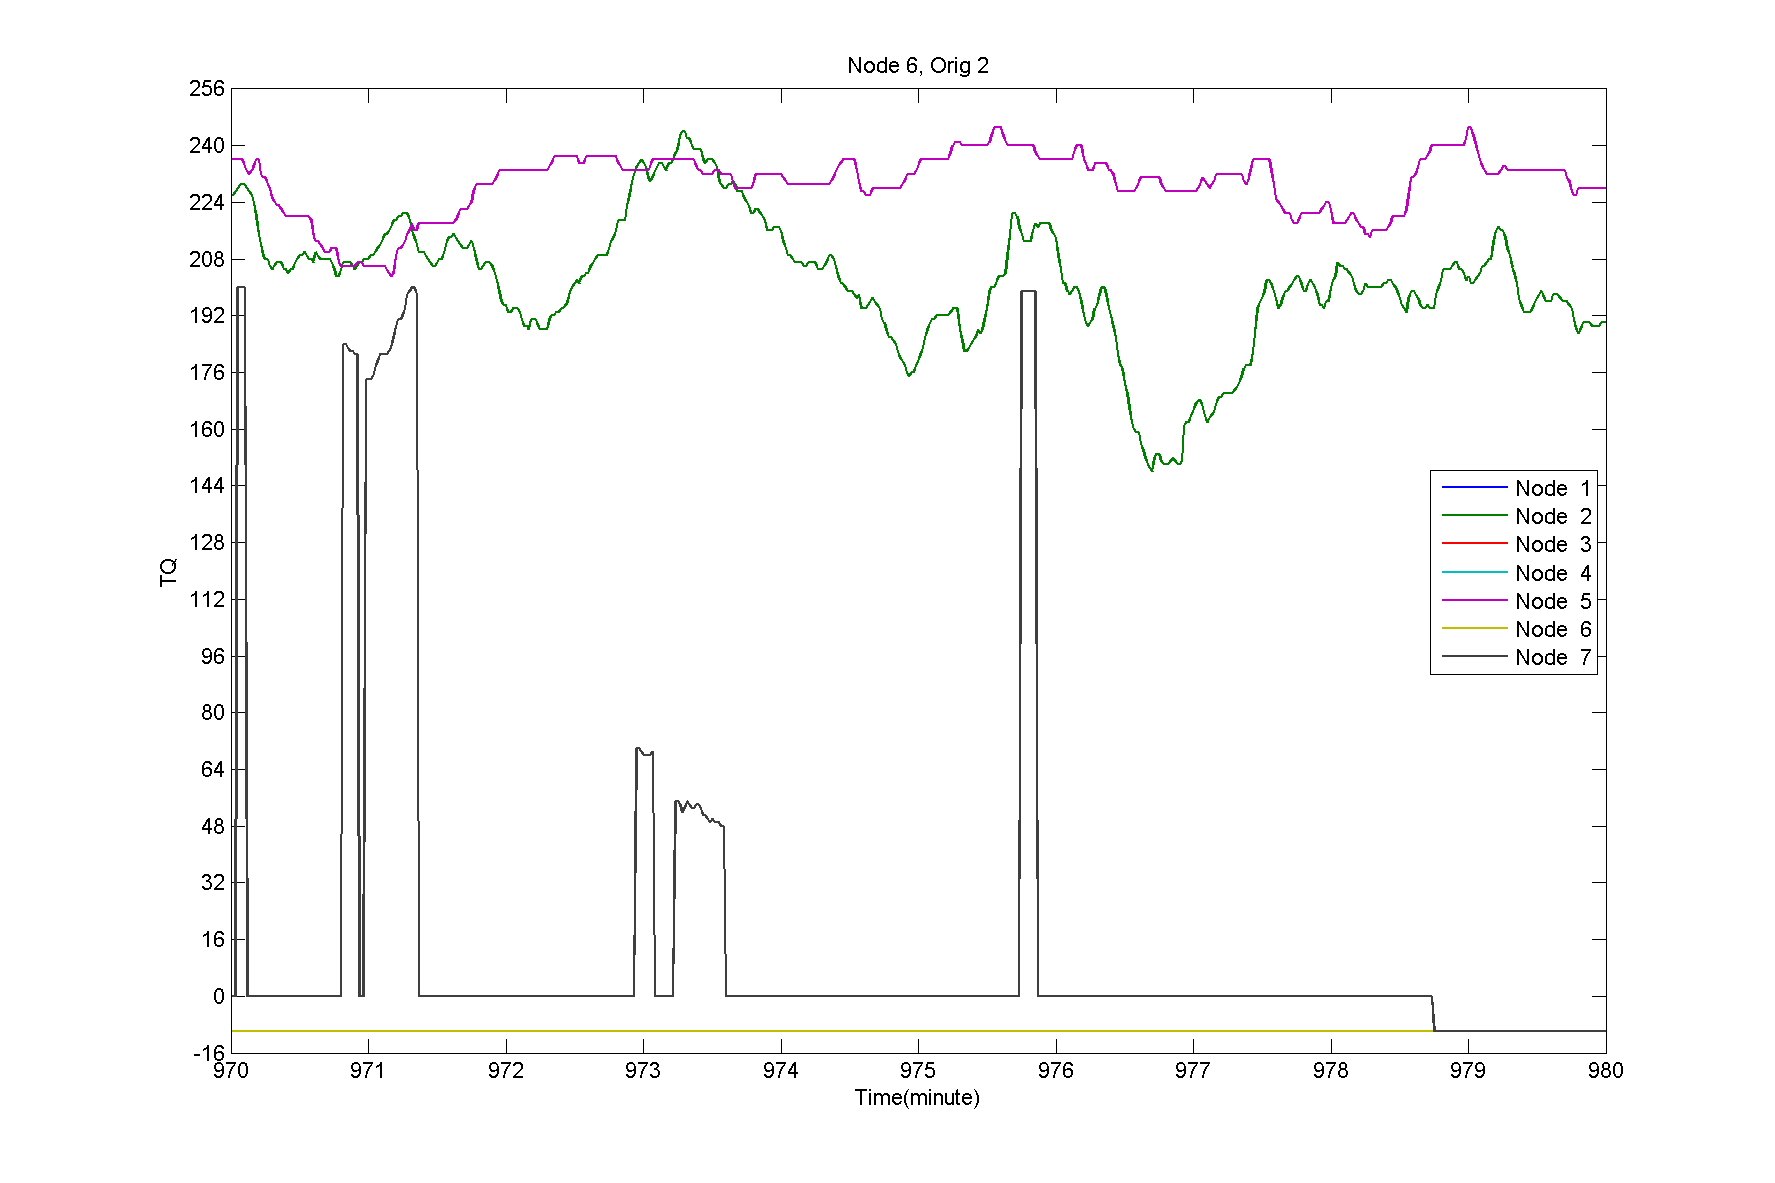 Node 6, Orig 2
256
240
224
208
192
176
160
144
128
112
96
80
64
48
32
16
0
-16
TQ
Node 1
Node 2
Node 3
Node 4
Node 5
Node 6
Node 7
970 971 972 973 974 975 976 977 978 979 980
Time(minute)